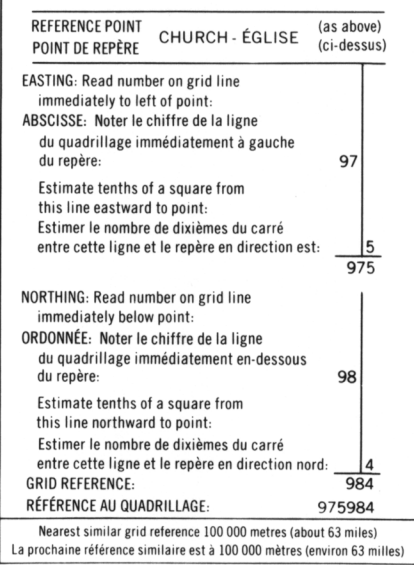 REFERENCE POINT
POINT DE REPÈRE
CHURCH - ÉGLISE
(as above)
(ci-dessus)
EASTING: Read number on grid line
immediately to left of point:
ABSCISSE: Noter le chiffre de la ligne
du quadrillage immédiatement à gauche
du repère: 97
Estimate tenths of a square from
this line eastward to point:
Estimer le nombre de dixièmes du carré
entre cette ligne et le repère en direction est: 5
975
NORTHING: Read number on grid line
immediately below point:
ORDONNÉE: Noter le chiffre de la ligne
du quadrillage immédiatement en-dessous
du repère: 98
Estimate tenths of a square from
this line northward to point:
Estimer le nombre de dixièmes du carré
entre cette ligne et le repère en direction nord: 4
GRID REFERENCE: 984
RÉFÉRENCE AU QUADRILLAGE: 975984
Nearest similar grid reference 100 000 metres (about 63 miles)
La prochaine référence similaire est à 100 000 mètres (environ 63 milles)